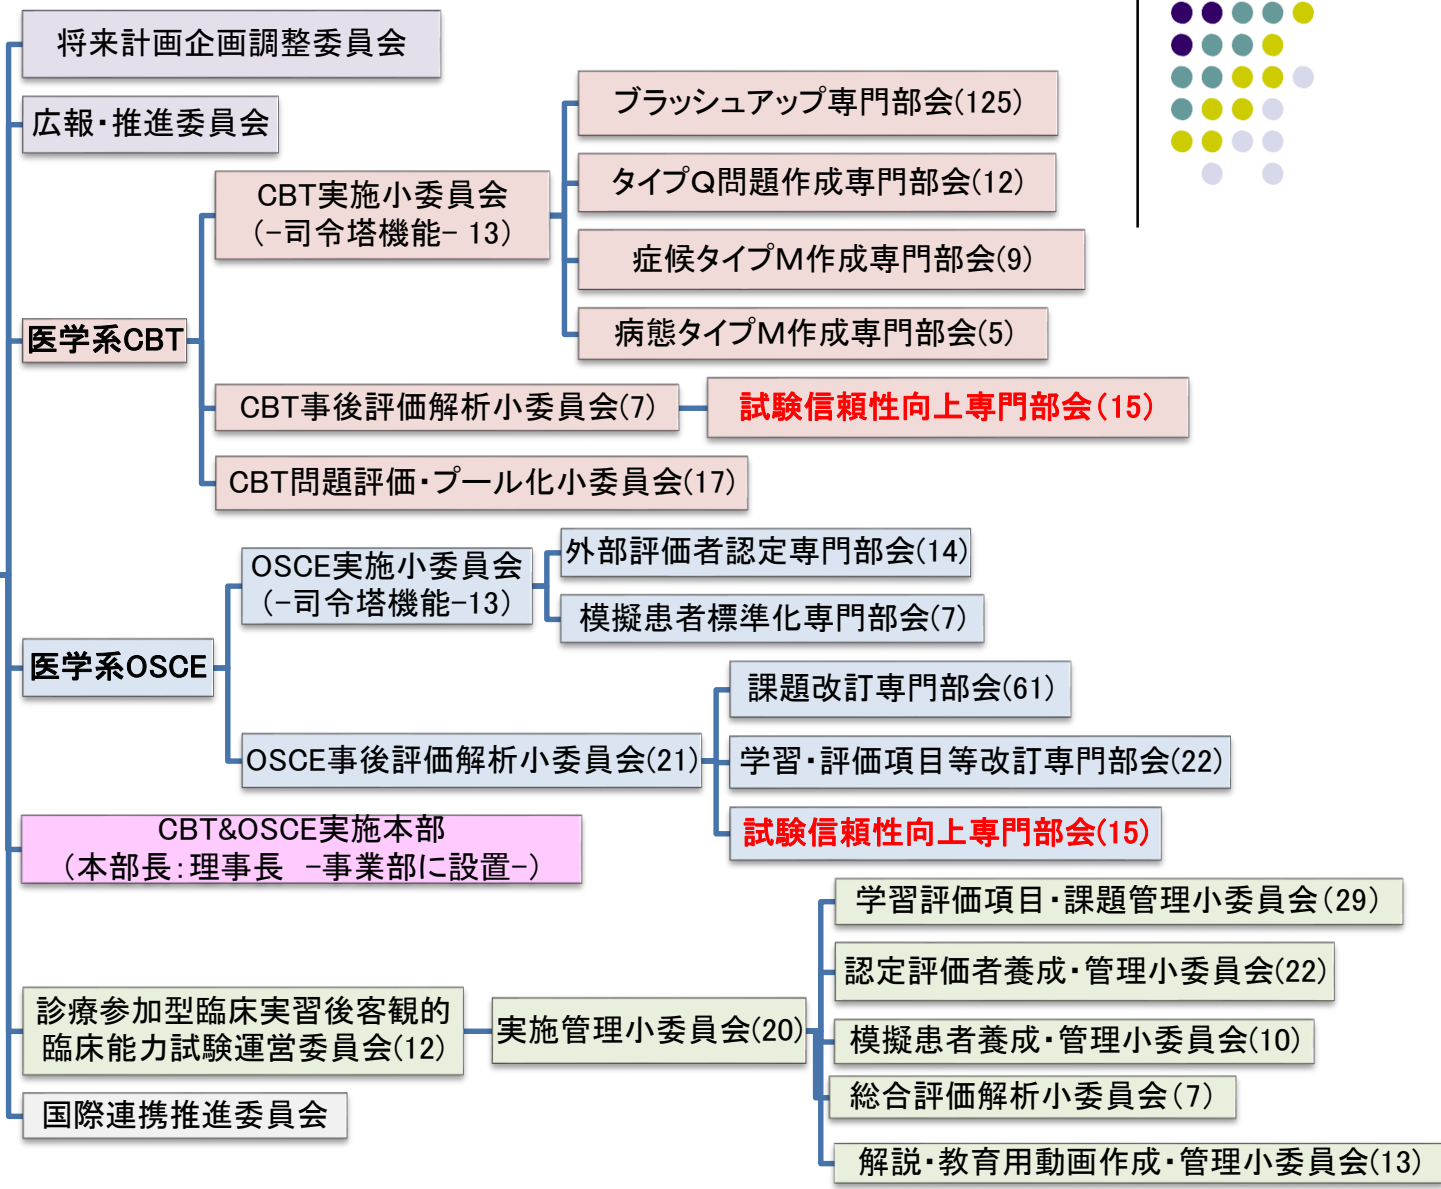 将来計画企画調整委員会
広報・推進委員会
医学系CBT
CBT実施小委員会
(-司令塔機能- 13)
ブラッシュアップ専門部会(125)
タイプQ問題作成専門部会(12)
症候タイプM作成専門部会(9)
病態タイプM作成専門部会(5)
CBT事後評価解析小委員会(7)
試験信頼性向上専門部会(15)
CBT問題評価・プール化小委員会(17)
医学系OSCE
OSCE実施小委員会
(-司令塔機能-13)
外部評価者認定専門部会(14)
模擬患者標準化専門部会(7)
OSCE事後評価解析小委員会(21)
課題改訂専門部会(61)
学習・評価項目等改訂専門部会(22)
試験信頼性向上専門部会(15)
CBT&OSCE実施本部
(本部長:理事長 -事業部に設置-)
診療参加型臨床実習後客観的
臨床能力試験運営委員会(12)
実施管理小委員会(20)
学習評価項目・課題管理小委員会(29)
認定評価者養成・管理小委員会(22)
模擬患者養成・管理小委員会(10)
総合評価解析小委員会(7)
解説・教育用動画作成・管理小委員会(13)
国際連携推進委員会